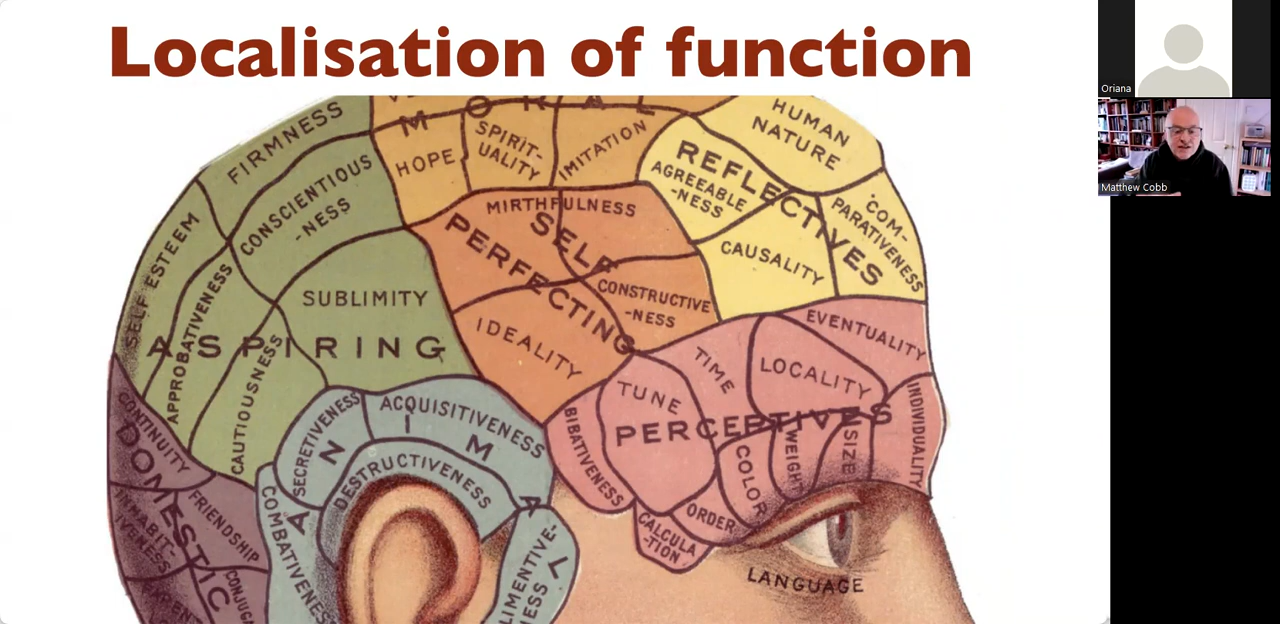 Localisation of function
Oriana
Matthew Cobb
MORAL
FIRMNESS
HOPE
SPIRIT-
UALITY
IMITATION
HUMAN
NATURE
REFLECTIVES
AGREEABLE
-NESS
CAUSALITY
COM-
PARATIVENESS
CONSCIENTIOUS
-NESS
SELF ESTEEM
APPROBATIVENESS
SUBLIMITY
ASPIRING
CAUTIOUSNESS
MIRTHFULNESS
SELF
PERFECTING
CONSTRUCTIVE
-NESS
IDEALITY
EVENTUALITY
TIME
LOCALITY
TUNE
PERCEPTIVES
INDIVIDUALITY
BIBATIVENESS
COLOR
WEIGHT
SIZE
ORDER
CALCULA
-TION
LANGUAGE
ANIMAL
SECRETIVENESS
ACQUISITIVENESS
DESTRUCTIVENESS
COMBATIVENESS
CONTINUITY
DOMESTIC
FRIENDSHIP